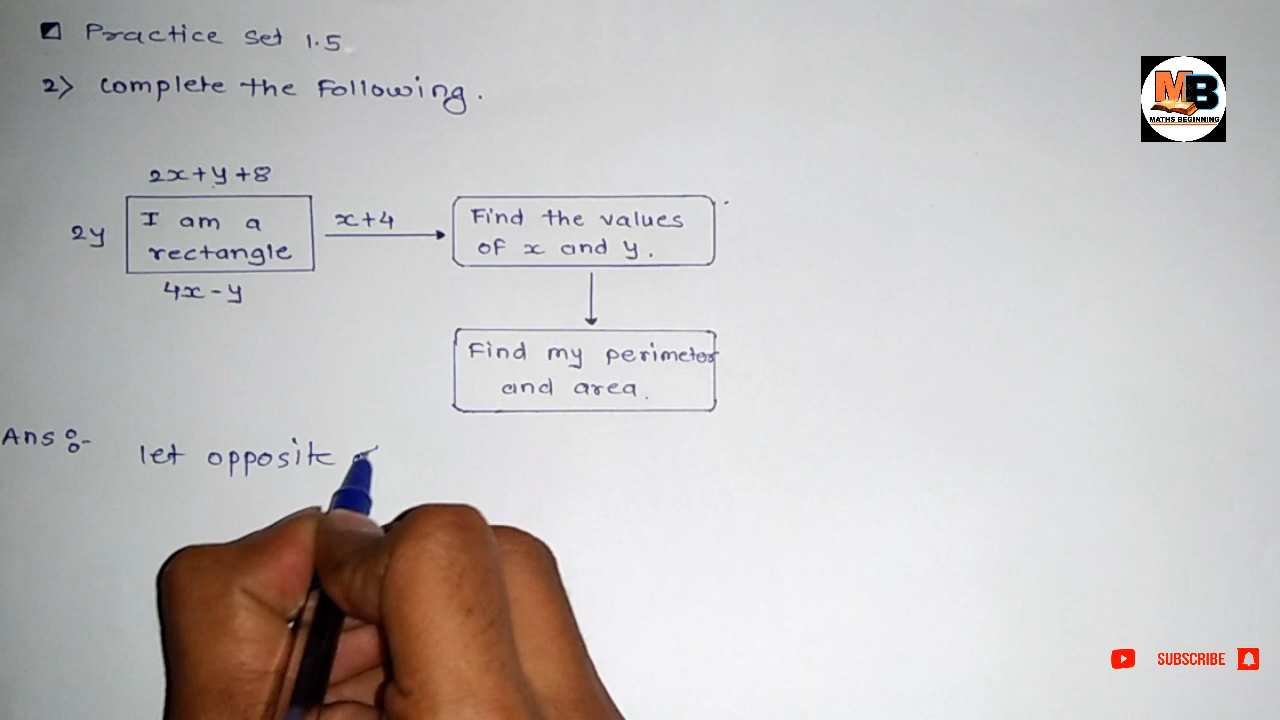 Practice Set 1.5
2) Complete the Following.
2x+y+8
2y
I am a
rectangle
4x-y
x+4
Find the values
of x and y.
Find my perimeter
and area.
Ans:-
let opposite
MB
MATHS BEGINNING
SUBSCRIBE